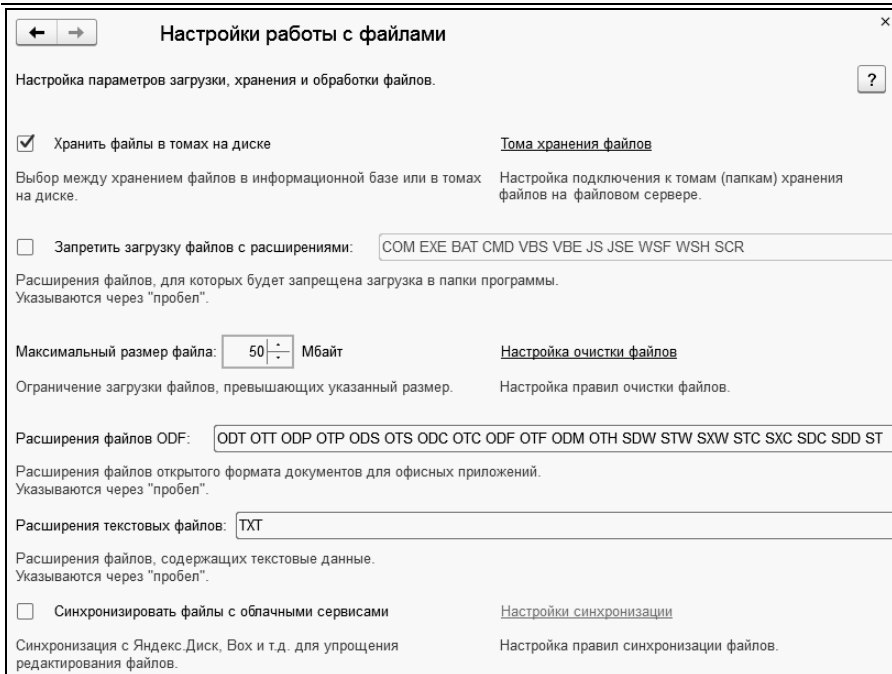 Настройки работы с файлами
Настройка параметров загрузки, хранения и обработки файлов.
?
Хранить файлы в томах на диске
Тома хранения файлов
Выбор между хранением файлов в информационной базе или в томах
на диске.
Настройка подключения к томам (папкам) хранения
файлов на файловом сервере.
Запретить загрузку файлов с расширениями:
COM EXE BAT CMD VBS VBE JS JSE WSF WSH SCR
Расширения файлов, для которых будет запрещена загрузка в папки программы.
Указываются через "пробел".
Максимальный размер файла: 50 Мбайт
Настройка очистки файлов
Ограничение загрузки файлов, превышающих указанный размер.
Настройка правил очистки файлов.
Расширения файлов ODF: ODT OTT ODP OTP ODS OTS ODC OTC ODF OTF ODM OTH SDW STW SXW STC SXC SDC SDD ST
Расширения файлов открытого формата документов для офисных приложений.
Указываются через "пробел".
Расширения текстовых файлов: TXT
Расширения файлов, содержащих текстовые данные.
Указываются через "пробел".
Синхронизировать файлы с облачными сервисами
Настройки синхронизации
Синхронизация с Яндекс.Диск, Box и т.д. для упрощения
редактирования файлов.
Настройка правил синхронизации файлов.